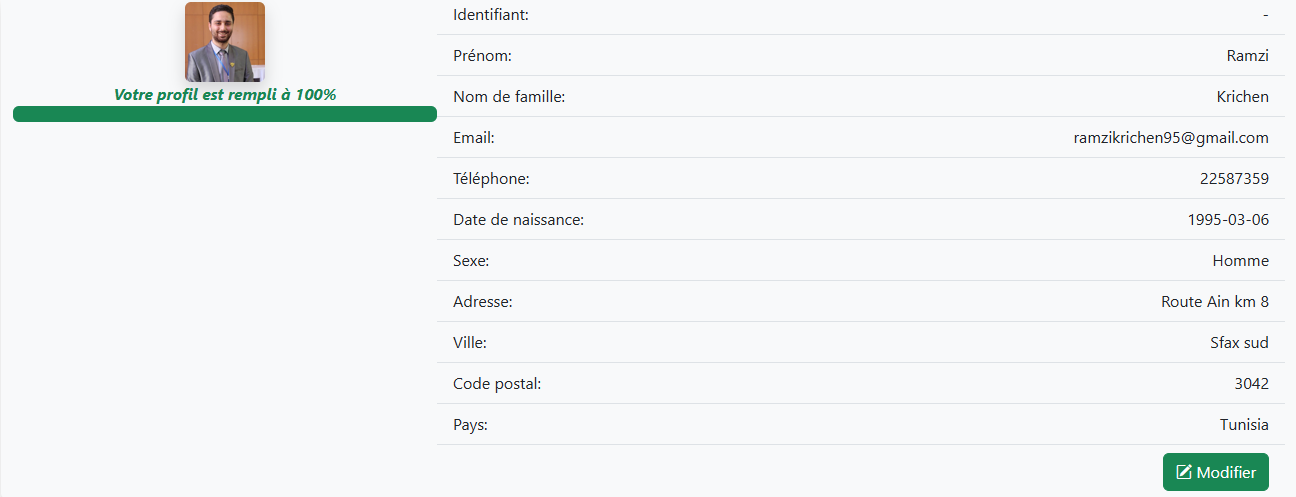 Votre profil est rempli à 100%
Identifiant: -
Prénom: Ramzi
Nom de famille: Krichen
Email: ramzikrichen95@gmail.com
Téléphone: 22587359
Date de naissance: 1995-03-06
Sexe: Homme
Adresse: Route Ain km 8
Ville: Sfax sud
Code postal: 3042
Pays: Tunisia
Modifier